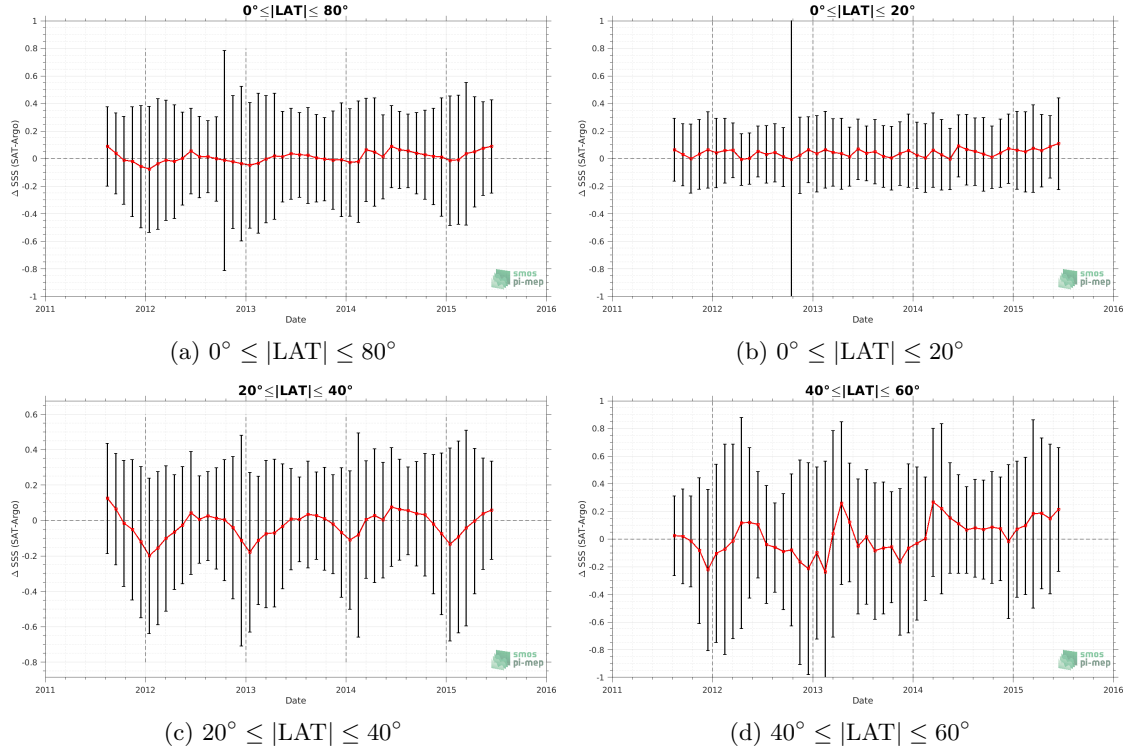 0°≤|LAT|≤ 80°
1
0.8
0.6
0.4
0.2
0
-0.2
-0.4
-0.6
-0.8
-1
Δ SSS (SAT-Argo)
2011
2012
2013
2014
2015
2016
Date
smos
pi-mep
(a) 0° ≤ |LAT| ≤ 80°
0°≤|LAT|≤ 20°
1
0.8
0.6
0.4
0.2
0
-0.2
-0.4
-0.6
-0.8
-1
Δ SSS (SAT-Argo)
2011
2012
2013
2014
2015
2016
Date
smos
pi-mep
(b) 0° ≤ |LAT| ≤ 20°
20°≤|LAT|≤ 40°
0.6
0.4
0.2
0
-0.2
-0.4
-0.6
-0.8
Δ SSS (SAT-Argo)
2011
2012
2013
2014
2015
2016
Date
smos
pi-mep
(c) 20° ≤ |LAT| ≤ 40°
40°≤|LAT|≤ 60°
1
0.8
0.6
0.4
0.2
0
-0.2
-0.4
-0.6
-0.8
-1
Δ SSS (SAT-Argo)
2011
2012
2013
2014
2015
2016
Date
smos
pi-mep
(d) 40° ≤ |LAT| ≤ 60°